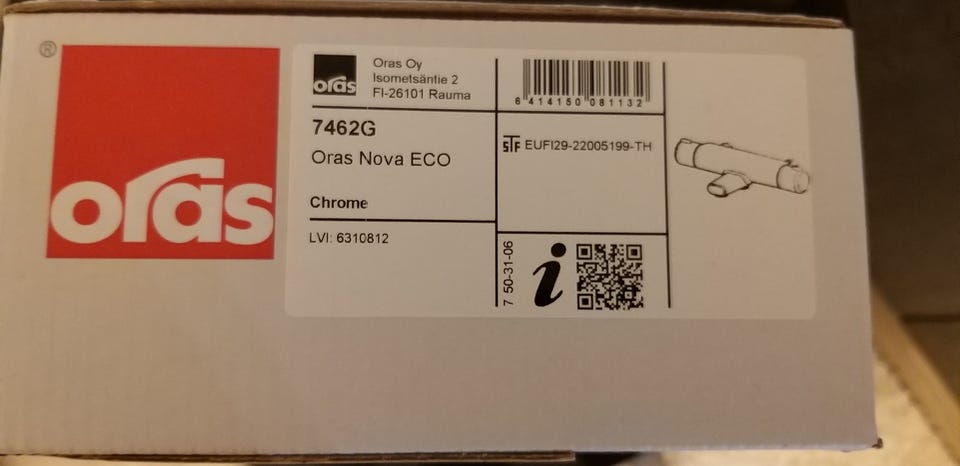 ®
oras
oras
Oras Oy
Isometsäntie 2
FI-26101 Rauma
6 414150 081132
7462G
Oras Nova ECO
Chrome
LVI: 6310812
STF EUFI29-22005199-TH
7 50-31-06
i